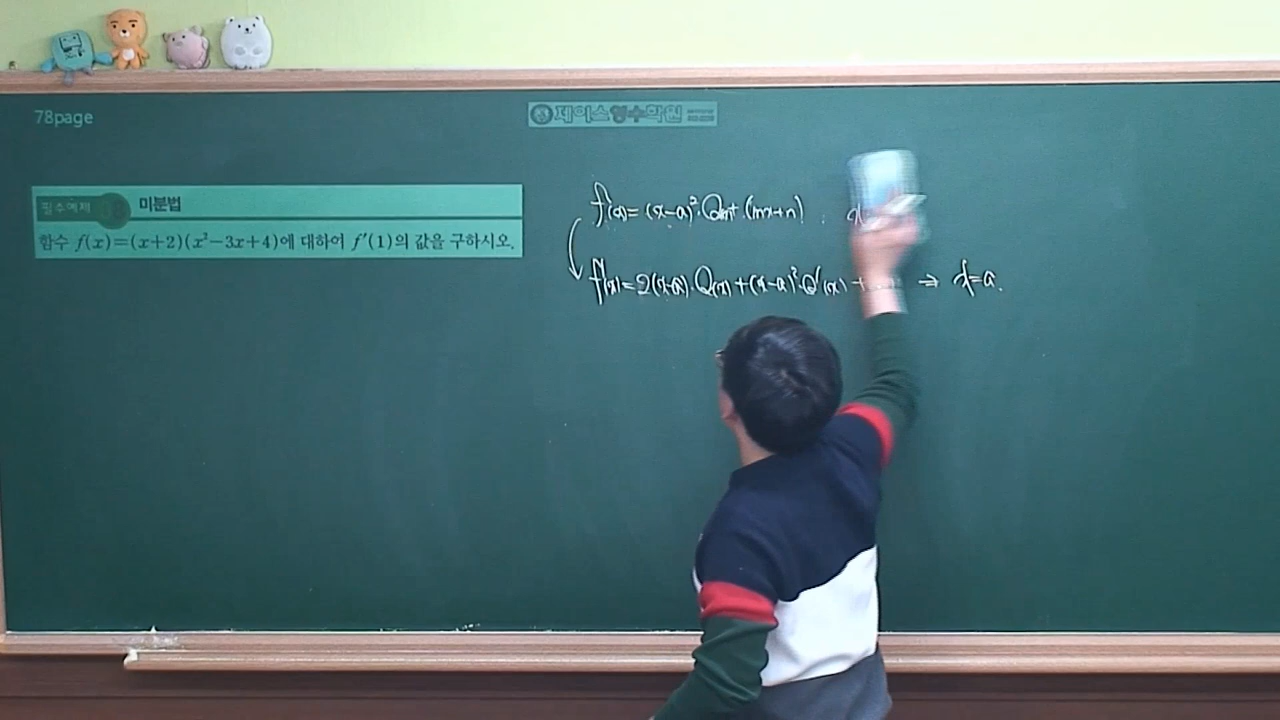 78page
제이스영수학원
필수예제 미분법
함수 f(x)=(x+2)(x²-3x+4)에 대하여 f′(1)의 값을 구하시오.
f(x)=(x-a)²·Q(x)+(mx+n)
f′(x)=2(x-a)·Q(x)+(x-a)²·Q′(x)+ ⇒ x=a.